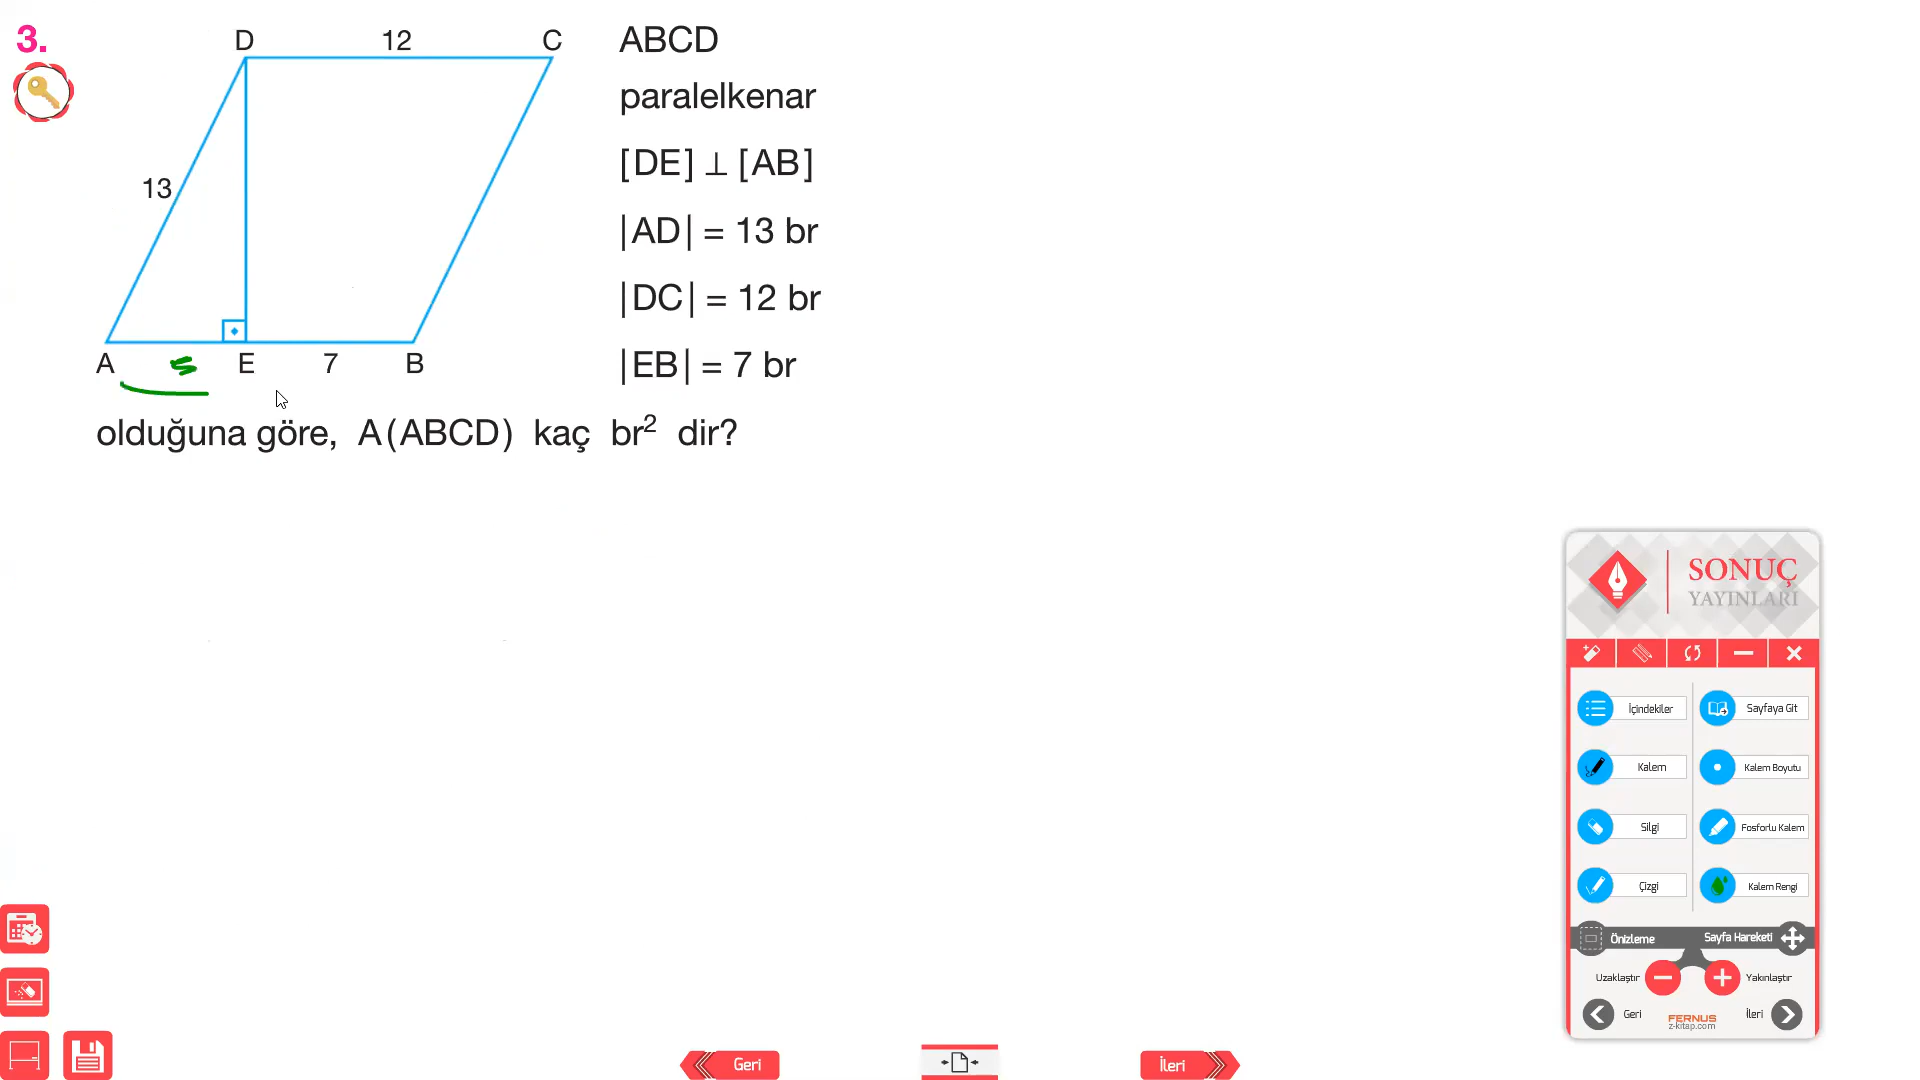 3.
D 12 C
13
A 5 E 7 B
ABCD
paralelkenar
[DE] ⊥ [AB]
|AD| = 13 br
|DC| = 12 br
|EB| = 7 br
olduğuna göre, A(ABCD) kaç br² dir?
SONUÇ
YAYINLARI
İçindekiler
Sayfaya Git
Kalem
Kalem Boyutu
Silgi
Fosforlu Kalem
Çizgi
Kalem Rengi
Önizleme
Sayfa Hareketi
Uzaklaştır
Yakınlaştır
Geri
FERNUS
z-kitap.com
İleri
Geri
İleri